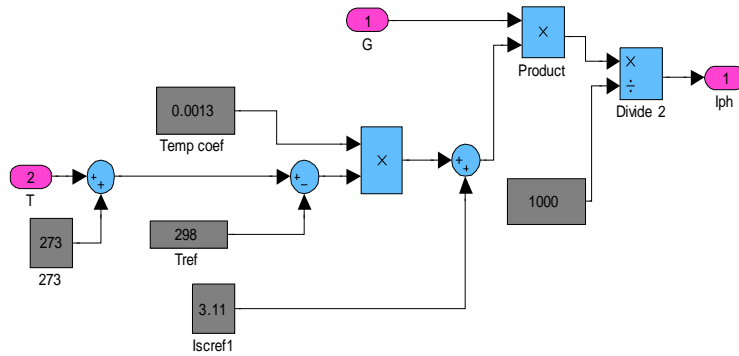 1
G
×
Product
×
÷
Divide 2
1
Iph
0.0013
Temp coef
×
2
T
+
+
+
−
+
+
273
273
298
Tref
1000
3.11
Iscref1